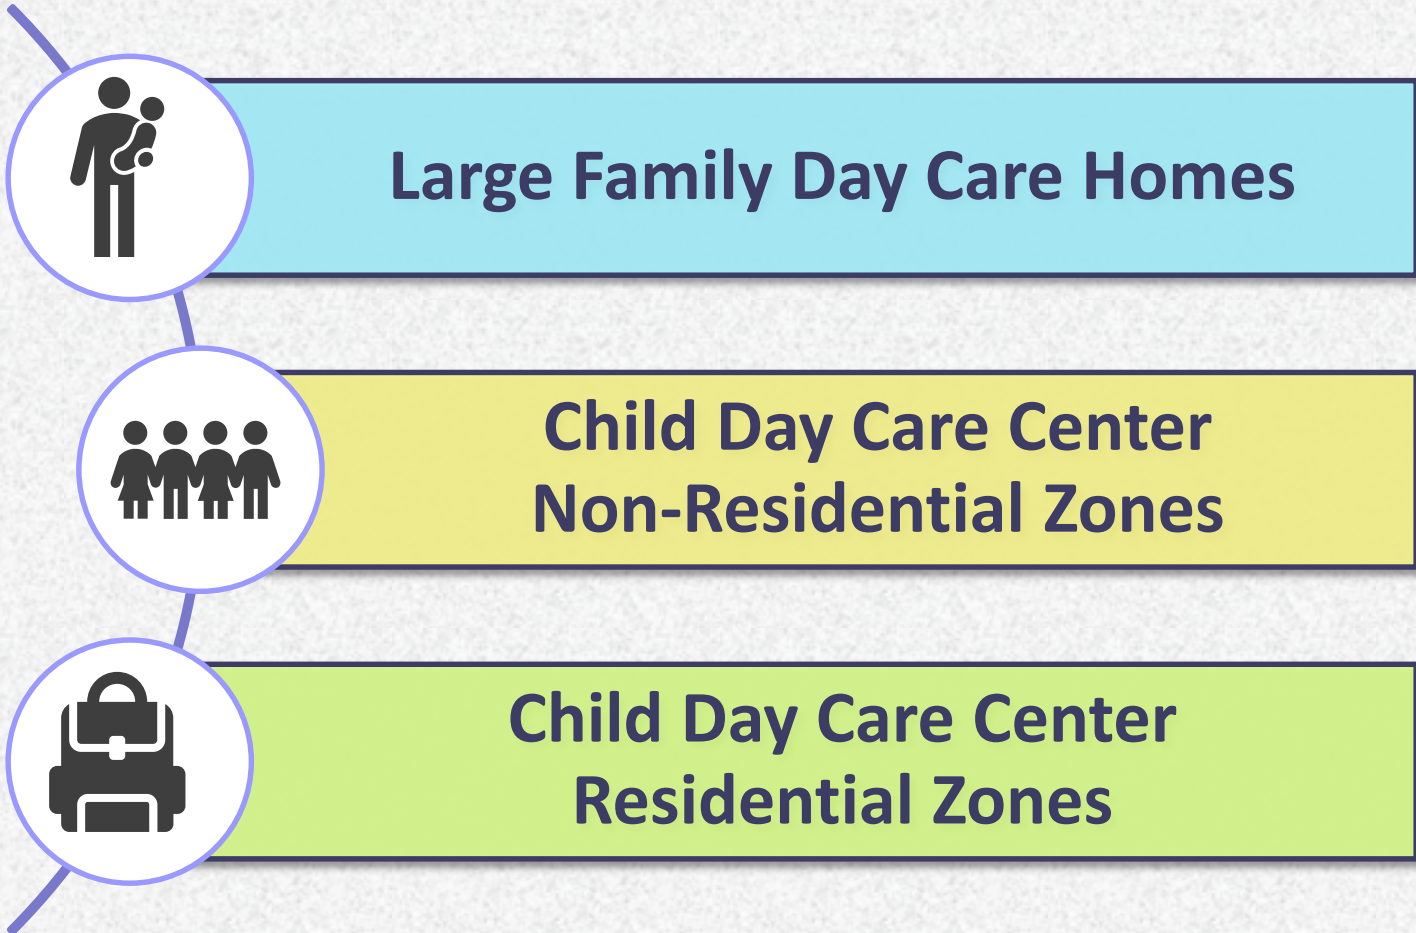 Large Family Day Care Homes
Child Day Care Center
Non-Residential Zones
Child Day Care Center
Residential Zones